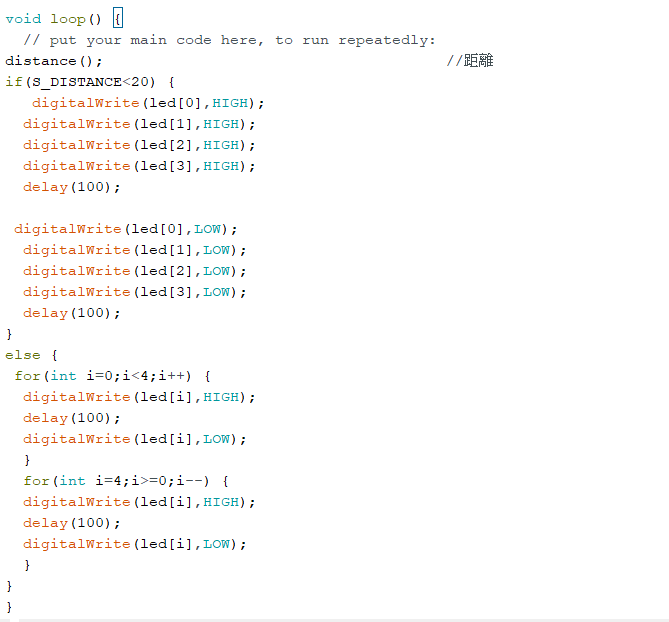 void loop() {
  // put your main code here, to run repeatedly:
distance();                                      //距離
if(S_DISTANCE<20) {
   digitalWrite(led[0],HIGH);
  digitalWrite(led[1],HIGH);
  digitalWrite(led[2],HIGH);
  digitalWrite(led[3],HIGH);
  delay(100);

 digitalWrite(led[0],LOW);
  digitalWrite(led[1],LOW);
  digitalWrite(led[2],LOW);
  digitalWrite(led[3],LOW);
  delay(100);
}
else {
 for(int i=0;i<4;i++) {
  digitalWrite(led[i],HIGH);
  delay(100);
  digitalWrite(led[i],LOW);
  }
  for(int i=4;i>=0;i--) {
  digitalWrite(led[i],HIGH);
  delay(100);
  digitalWrite(led[i],LOW);
  }
}
}